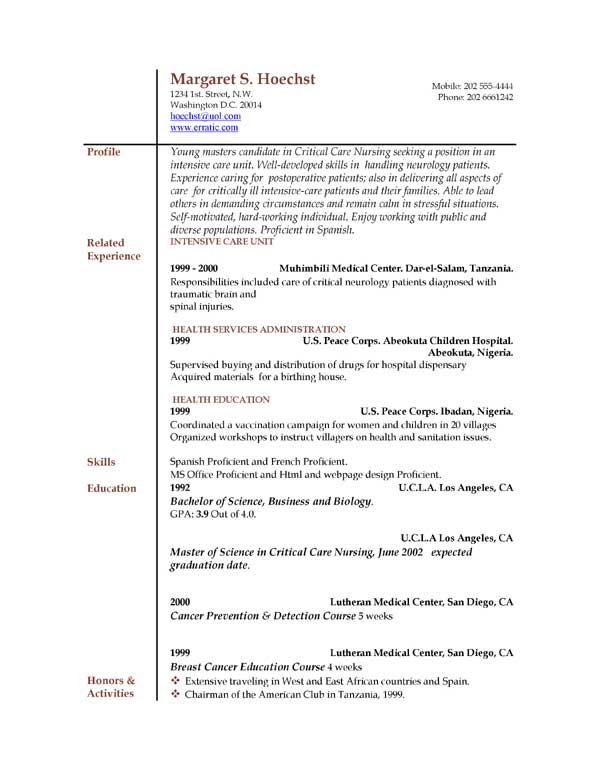 Margaret S. Hoechst
1234 1st. Street, N.W.
Washington D.C. 20014
hoechst@uol.com
www.erratic.com
Mobile: 202 555-4444
Phone: 202 6661242
Profile
Young masters candidate in Critical Care Nursing seeking a position in an
intensive care unit. Well-developed skills in handling neurology patients.
Experience caring for postoperative patients; also in delivering all aspects of
care for critically ill intensive-care patients and their families. Able to lead
others in demanding circumstances and remain calm in stressful situations.
Self-motivated, hard-working individual. Enjoy working with public and
diverse populations. Proficient in Spanish.
Related
Experience
INTENSIVE CARE UNIT
1999 - 2000 Muhimbili Medical Center. Dar-el-Salam, Tanzania.
Responsibilities included care of critical neurology patients diagnosed with
traumatic brain and
spinal injuries.
HEALTH SERVICES ADMINISTRATION
1999 U.S. Peace Corps. Abeokuta Children Hospital.
Abeokuta, Nigeria.
Supervised buying and distribution of drugs for hospital dispensary
Acquired materials for a birthing house.
HEALTH EDUCATION
1999 U.S. Peace Corps. Ibadan, Nigeria.
Coordinated a vaccination campaign for women and children in 20 villages
Organized workshops to instruct villagers on health and sanitation issues.
Skills
Spanish Proficient and French Proficient.
MS Office Proficient and Html and webpage design Proficient.
Education
1992 U.C.L.A. Los Angeles, CA
Bachelor of Science, Business and Biology.
GPA: 3.9 Out of 4.0.
U.C.L.A Los Angeles, CA
Master of Science in Critical Care Nursing, June 2002 expected
graduation date.
2000 Lutheran Medical Center, San Diego, CA
Cancer Prevention & Detection Course 5 weeks
1999 Lutheran Medical Center, San Diego, CA
Breast Cancer Education Course 4 weeks
Honors &
Activities
❖ Extensive traveling in West and East African countries and Spain.
❖ Chairman of the American Club in Tanzania, 1999.